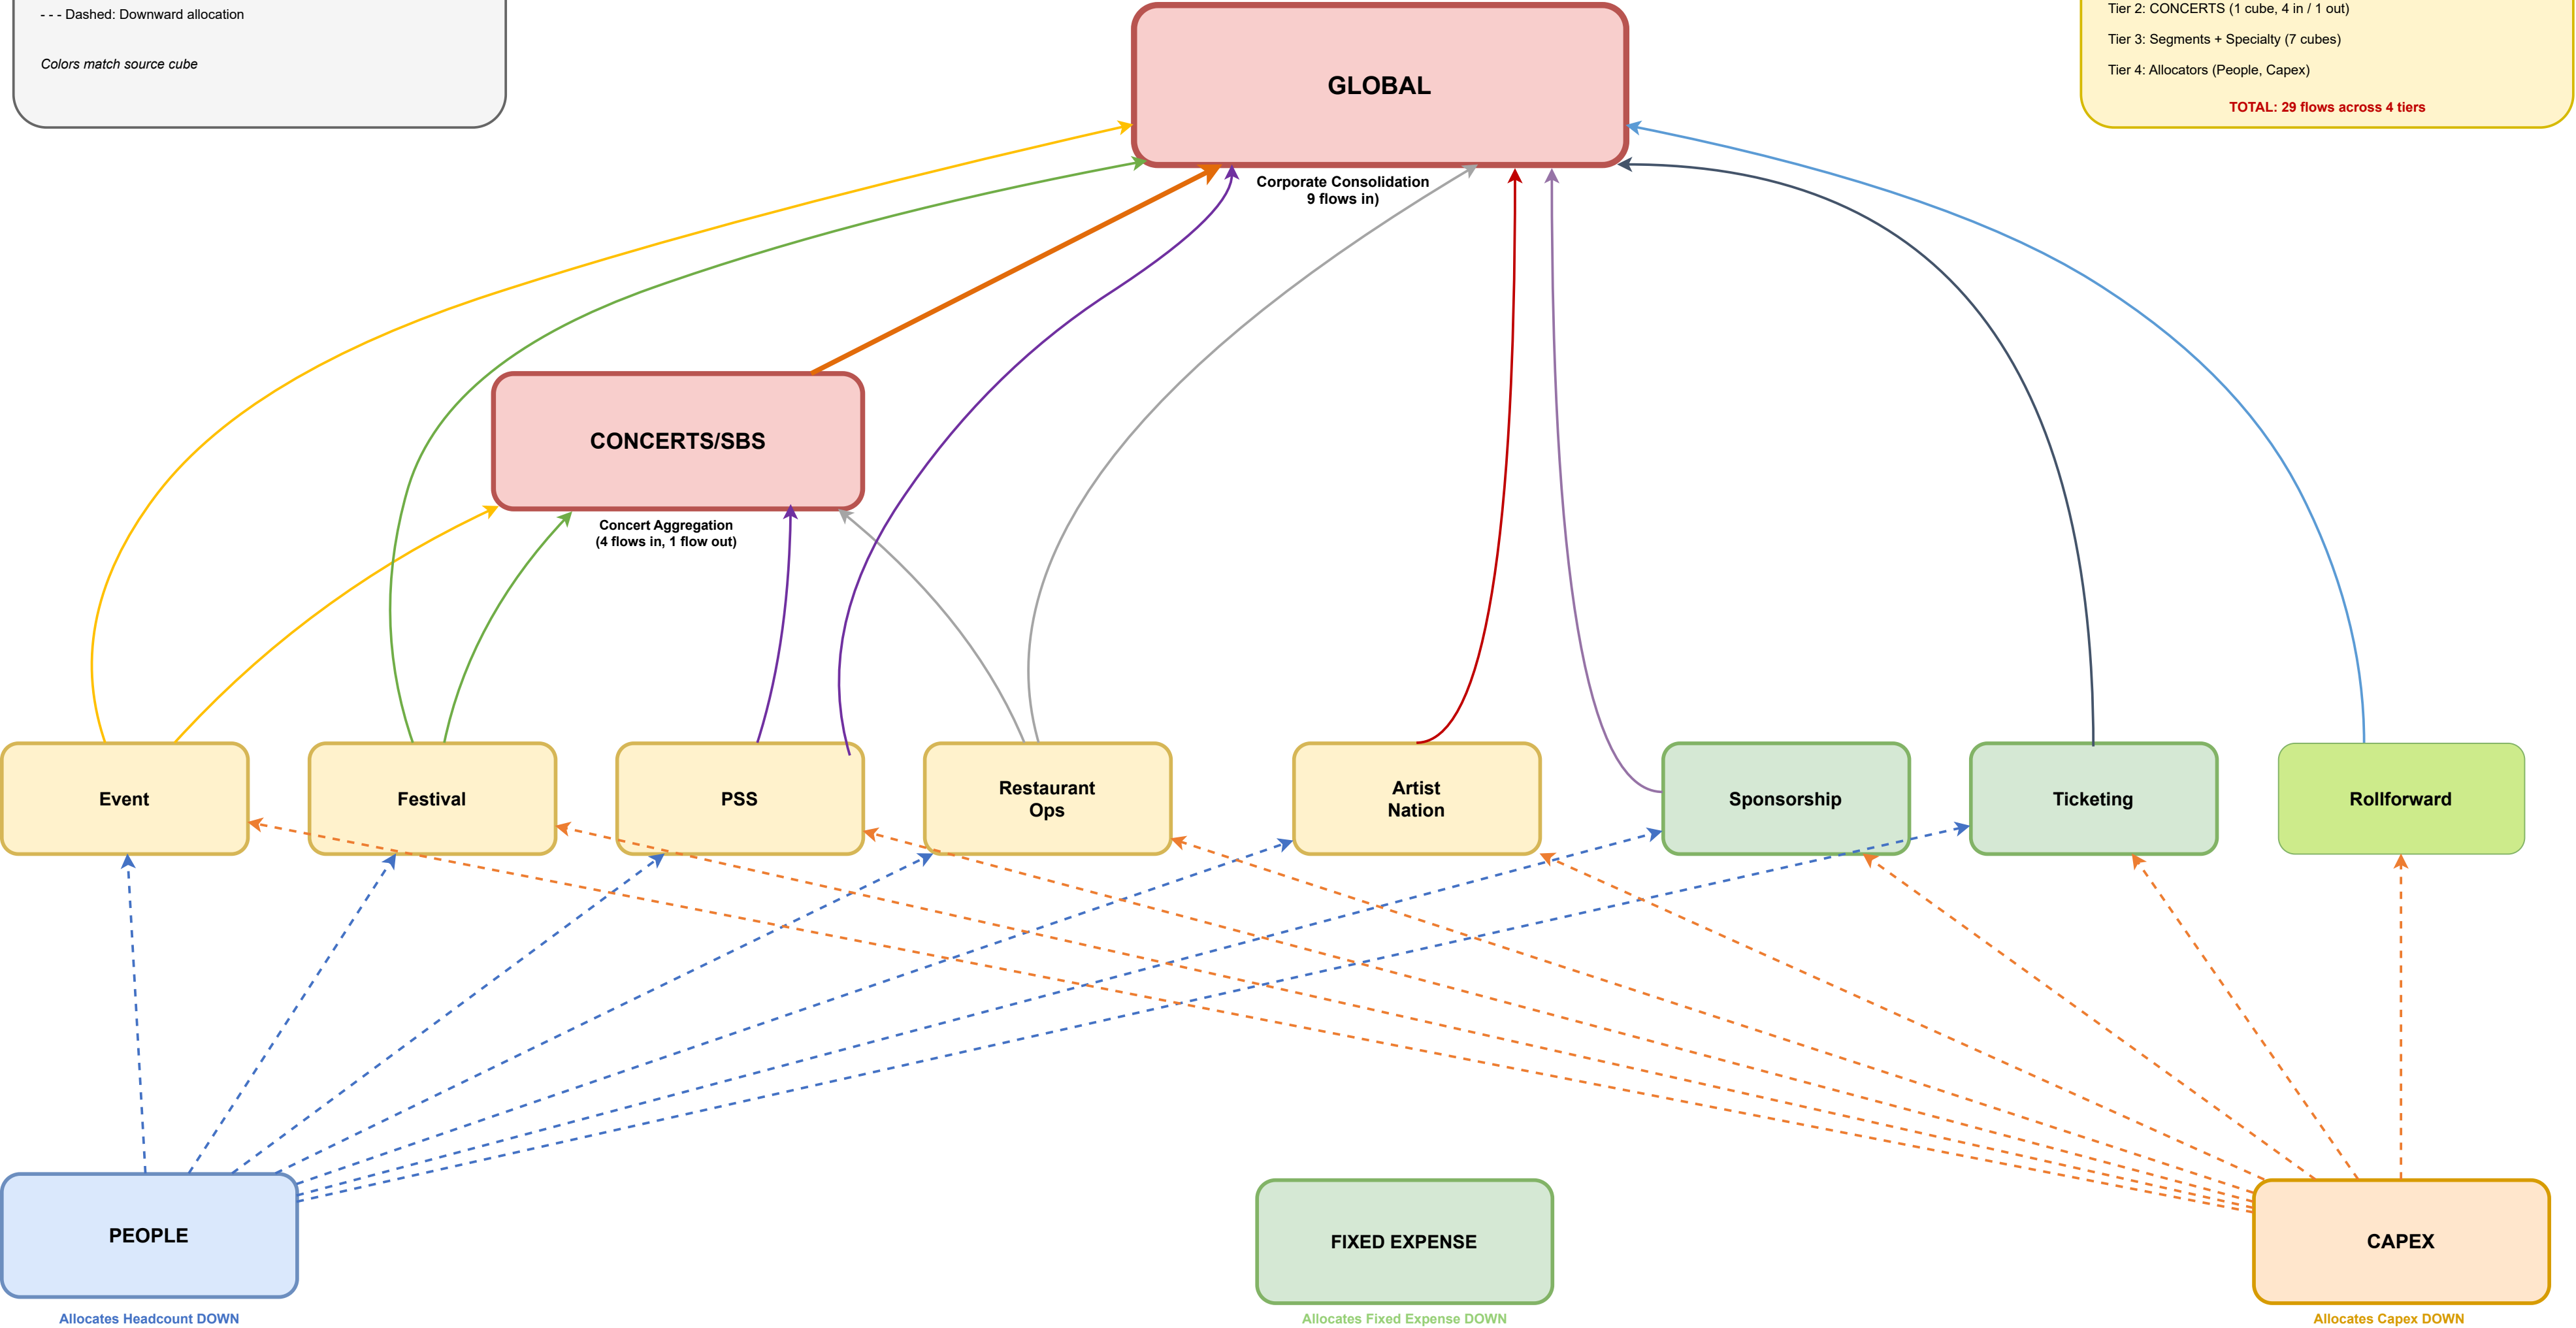 - - - Dashed: Downward allocation
Colors match source cube
Tier 2: CONCERTS (1 cube, 4 in / 1 out)
Tier 3: Segments + Specialty (7 cubes)
Tier 4: Allocators (People, Capex)
TOTAL: 29 flows across 4 tiers
GLOBAL
Corporate Consolidation
9 flows in)
CONCERTS/SBS
Concert Aggregation
(4 flows in, 1 flow out)
Event
Festival
PSS
Restaurant
Ops
Artist
Nation
Sponsorship
Ticketing
Rollforward
PEOPLE
FIXED EXPENSE
CAPEX
Allocates Headcount DOWN
Allocates Fixed Expense DOWN
Allocates Capex DOWN